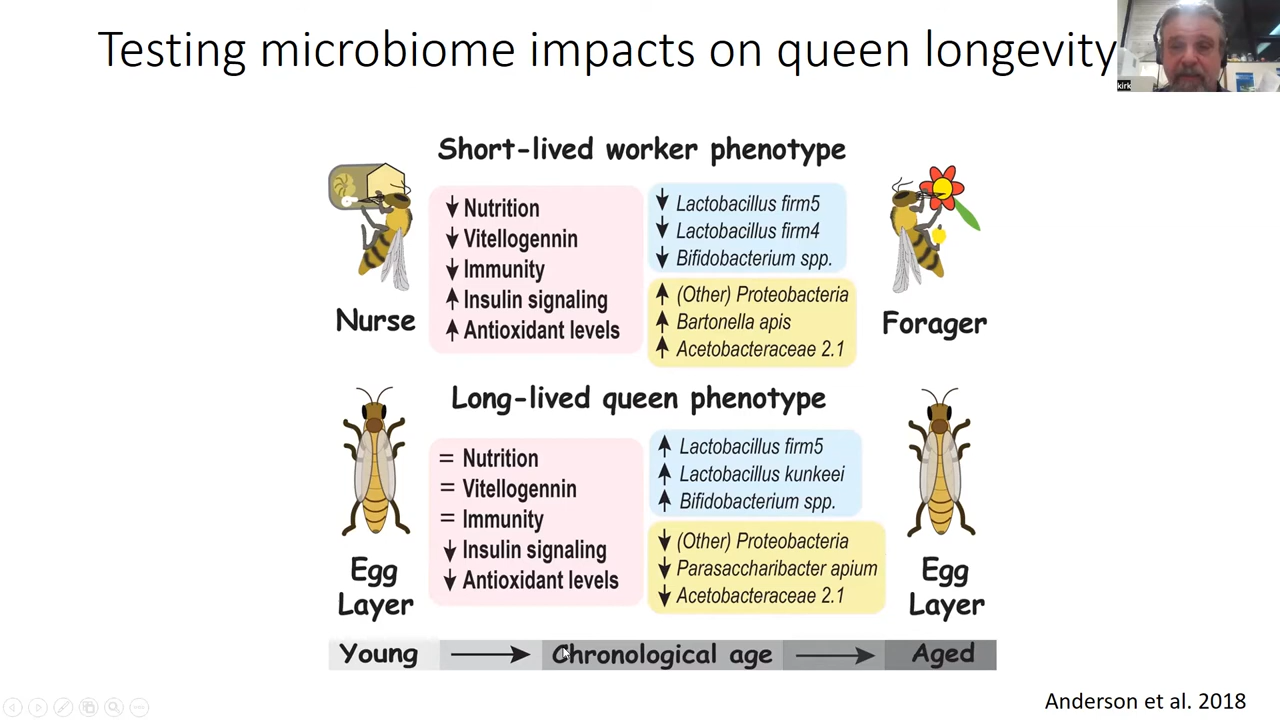 Testing microbiome impacts on queen longevity
kirk
Short-lived worker phenotype
↓ Nutrition
↓ Vitellogennin
↓ Immunity
↑ Insulin signaling
↑ Antioxidant levels
↓ Lactobacillus firm5
↓ Lactobacillus firm4
↓ Bifidobacterium spp.
↑ (Other) Proteobacteria
↑ Bartonella apis
↑ Acetobacteraceae 2.1
Nurse
Forager
Long-lived queen phenotype
= Nutrition
= Vitellogennin
= Immunity
↓ Insulin signaling
↓ Antioxidant levels
↑ Lactobacillus firm5
↑ Lactobacillus kunkeei
↑ Bifidobacterium spp.
↓ (Other) Proteobacteria
↓ Parasaccharibacter apium
↓ Acetobacteraceae 2.1
Egg
Layer
Egg
Layer
Young → Chronological age → Aged
Anderson et al. 2018